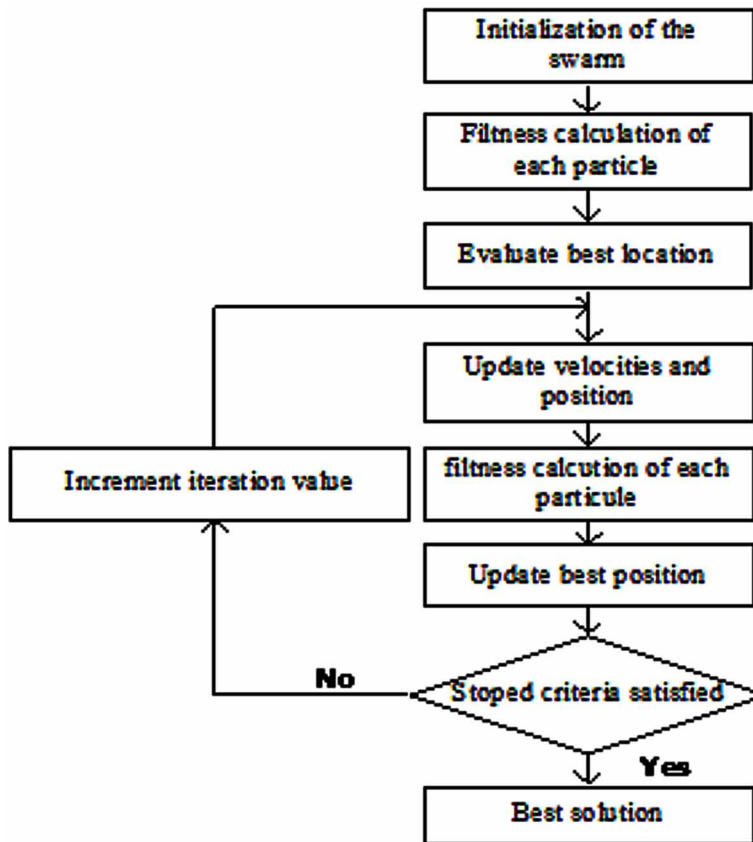 Initialization of the
swarm
Filtness calculation of
each particle
Evaluate best location
Update velocities and
position
Increment iteration value
filtness calcution of each
particule
Update best position
No
Stoped criteria satisfied
Yes
Best solution